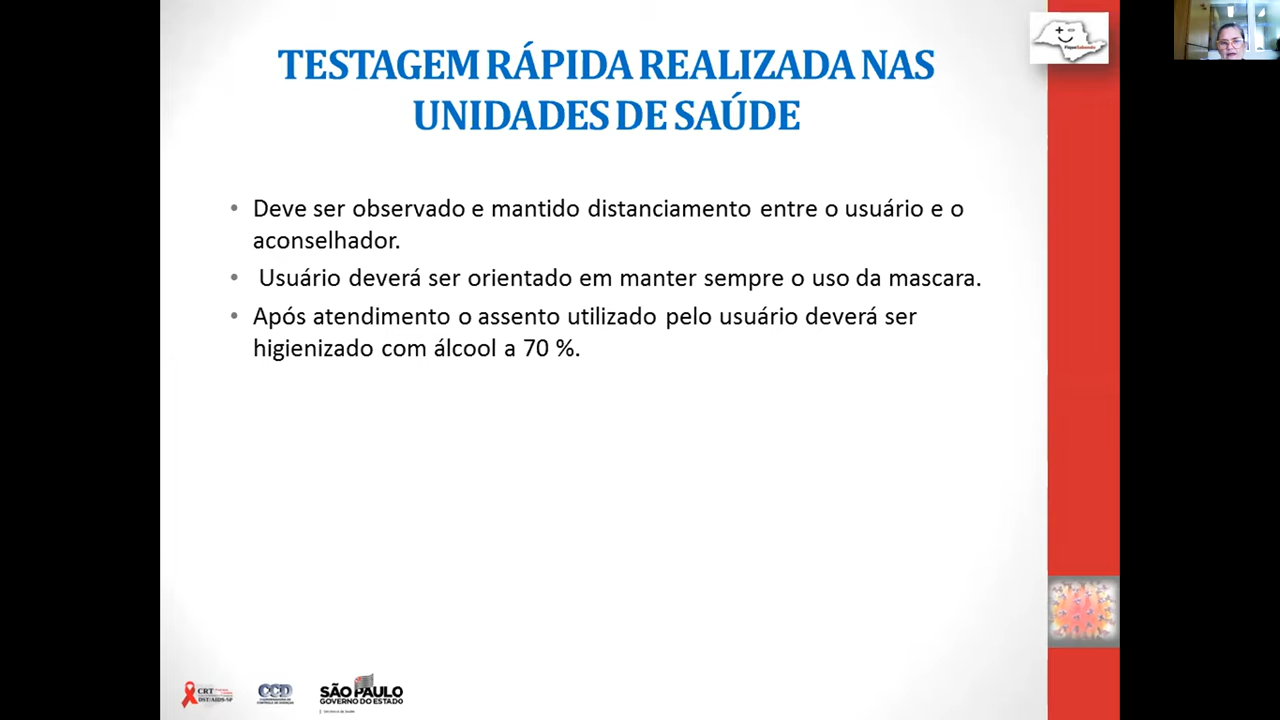 TESTAGEM RÁPIDA REALIZADA NAS
UNIDADES DE SAÚDE
• Deve ser observado e mantido distanciamento entre o usuário e o
aconselhador.
• Usuário deverá ser orientado em manter sempre o uso da mascara.
• Após atendimento o assento utilizado pelo usuário deverá ser
higienizado com álcool a 70 %.
CRT
DST/AIDS-SP
CCD
SÃO PAULO
GOVERNO DO ESTADO